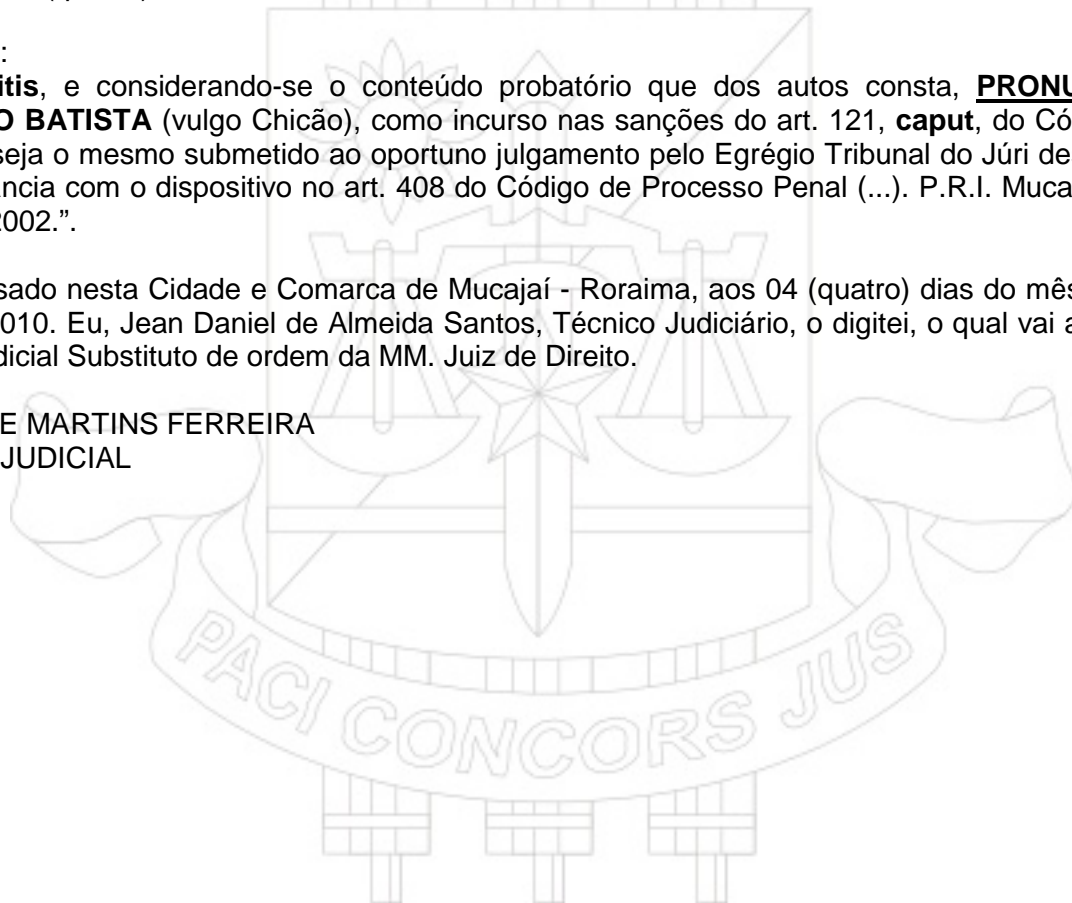 :
itis, e considerando-se o conteúdo probatório que dos autos consta, PRONU
O BATISTA (vulgo Chicão), como incurso nas sanções do art. 121, caput, do Có
seja o mesmo submetido ao oportuno julgamento pelo Egrégio Tribunal do Júri de
ância com o dispositivo no art. 408 do Código de Processo Penal (...). P.R.I. Muca
2002.”.
sado nesta Cidade e Comarca de Mucajaí - Roraima, aos 04 (quatro) dias do mês
010. Eu, Jean Daniel de Almeida Santos, Técnico Judiciário, o digitei, o qual vai a
dicial Substituto de ordem da MM. Juiz de Direito.
E MARTINS FERREIRA
JUDICIAL
PACI CONCORS JUS